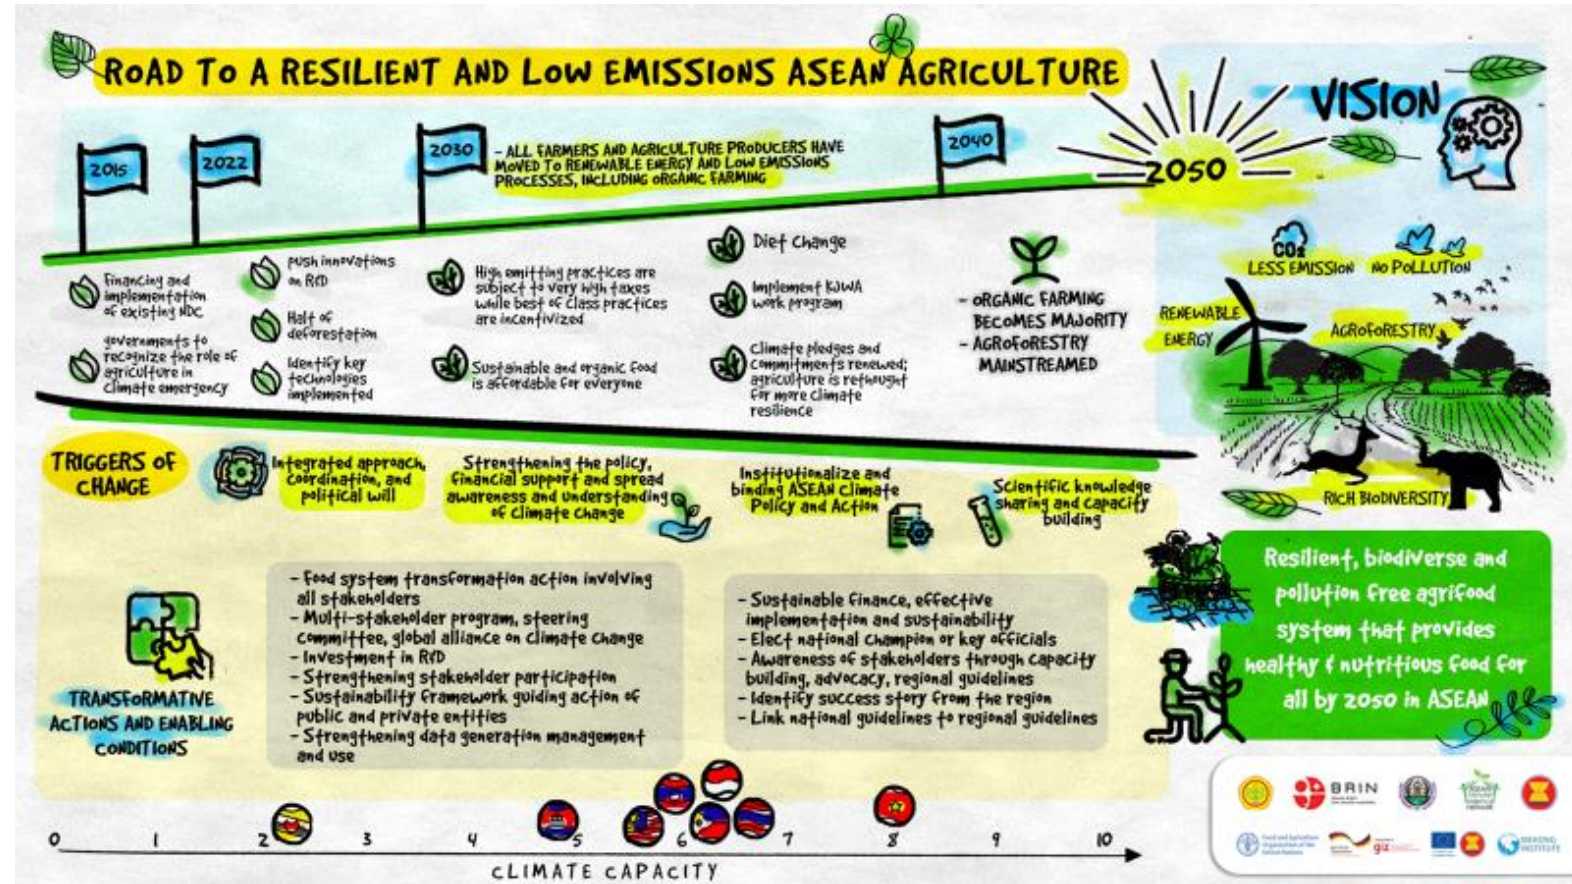 ROAD TO A RESILIENT AND LOW EMISSIONS ASEAN AGRICULTURE
VISION
2015
2022
2030
- ALL FARMERS AND AGRICULTURE PRODUCERS HAVE
MOVED TO RENEWABLE ENERGY AND LOW EMISSIONS
PROCESSES, INCLUDING ORGANIC FARMING
2040
2050
Financing and
implementation
of existing NDC
governments to
recognize the role of
agriculture in
climate emergency
push innovations
on R&D
Halt of
deforestation
Identify key
technologies
implemented
High emitting practices are
subject to very high taxes
while best of class practices
are incentivized
Sustainable and organic food
is affordable for everyone
Diet Change
Implement KJWA
work program
Climate pledges and
commitments renewed;
agriculture is rethought
for more climate
resilience
- ORGANIC FARMING
BECOMES MAJORITY
- AGROFORESTRY
MAINSTREAMED
CO₂
LESS EMISSION
NO POLLUTION
RENEWABLE
ENERGY
AGROFORESTRY
RICH BIODIVERSITY
TRIGGERS OF
CHANGE
Integrated approach,
coordination, and
political will
Strengthening the policy,
financial support and spread
awareness and understanding
of climate change
Institutionalize and
binding ASEAN Climate
Policy and Action
Scientific knowledge
sharing and capacity
building
TRANSFORMATIVE
ACTIONS AND ENABLING
CONDITIONS
- Food system transformation action involving
all stakeholders
- Multi-stakeholder program, steering
committee, global alliance on climate change
- Investment in R&D
- Strengthening stakeholder participation
- Sustainability framework guiding action of
public and private entities
- Strengthening data generation management
and use
- Sustainable finance, effective
implementation and sustainability
- Elect national champion or key officials
- Awareness of stakeholders through capacity
building, advocacy, regional guidelines
- Identify success story from the region
- Link national guidelines to regional guidelines
Resilient, biodiverse and
pollution free agrifood
system that provides
healthy & nutritious food for
all by 2050 in ASEAN
0 1 2 3 4 5 6 7 8 9 10
CLIMATE CAPACITY
BRIN
Food and Agriculture
Organization of the
United Nations
giz
MEKONG
INSTITUTE